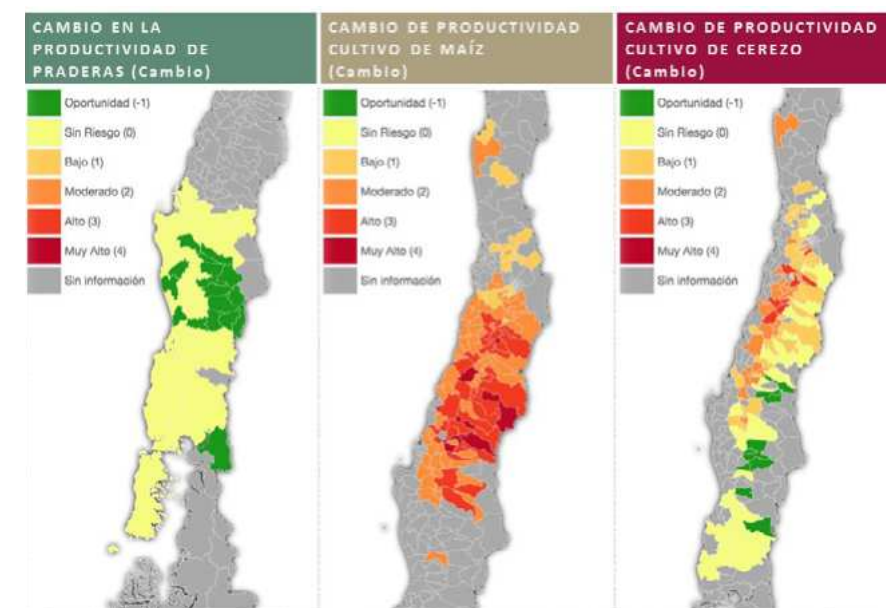 CAMBIO EN LA
PRODUCTIVIDAD DE
PRADERAS (Cambio)
Oportunidad (-1)
Sin Riesgo (0)
Bajo (1)
Moderado (2)
Alto (3)
Muy Alto (4)
Sin información
CAMBIO DE PRODUCTIVIDAD
CULTIVO DE MAÍZ
(Cambio)
Oportunidad (-1)
Sin Riesgo (0)
Bajo (1)
Moderado (2)
Alto (3)
Muy Alto (4)
Sin información
CAMBIO DE PRODUCTIVIDAD
CULTIVO DE CEREZO
(Cambio)
Oportunidad (-1)
Sin Riesgo (0)
Bajo (1)
Moderado (2)
Alto (3)
Muy Alto (4)
Sin información